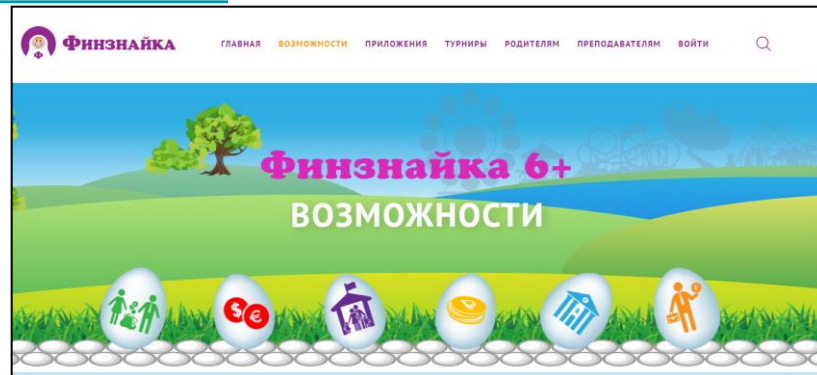 Финзнайка
ГЛАВНАЯ ВОЗМОЖНОСТИ ПРИЛОЖЕНИЯ ТУРНИРЫ РОДИТЕЛЯМ ПРЕПОДАВАТЕЛЯМ ВОЙТИ
Финзнайка 6+
ВОЗМОЖНОСТИ
$ €